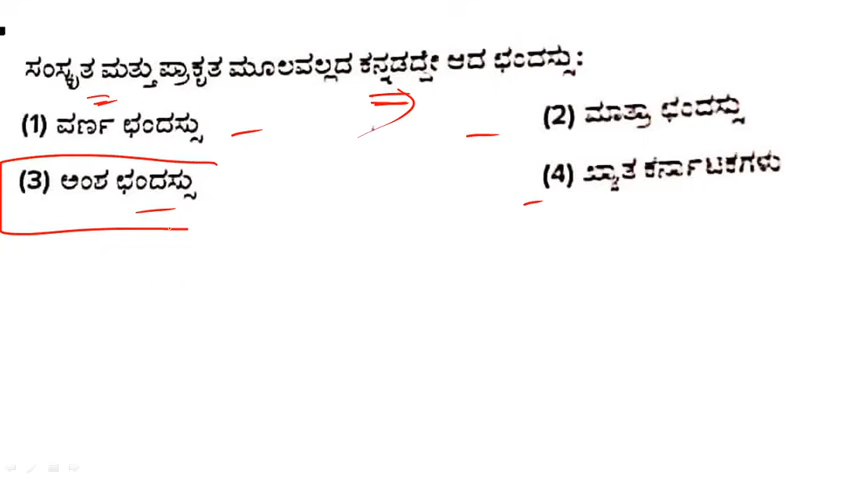 ಸಂಸ್ಕೃತ ಮತ್ತು ಪ್ರಾಕೃತ ಮೂಲವಲ್ಲದ ಕನ್ನಡದ್ದೇ ಆದ ಛಂದಸ್ಸು:
(1) ವರ್ಣ ಛಂದಸ್ಸು (2) ಮಾತ್ರಾ ಛಂದಸ್ಸು
(3) ಅಂಶ ಛಂದಸ್ಸು (4) ಖ್ಯಾತ ಕರ್ನಾಟಕಗಳು